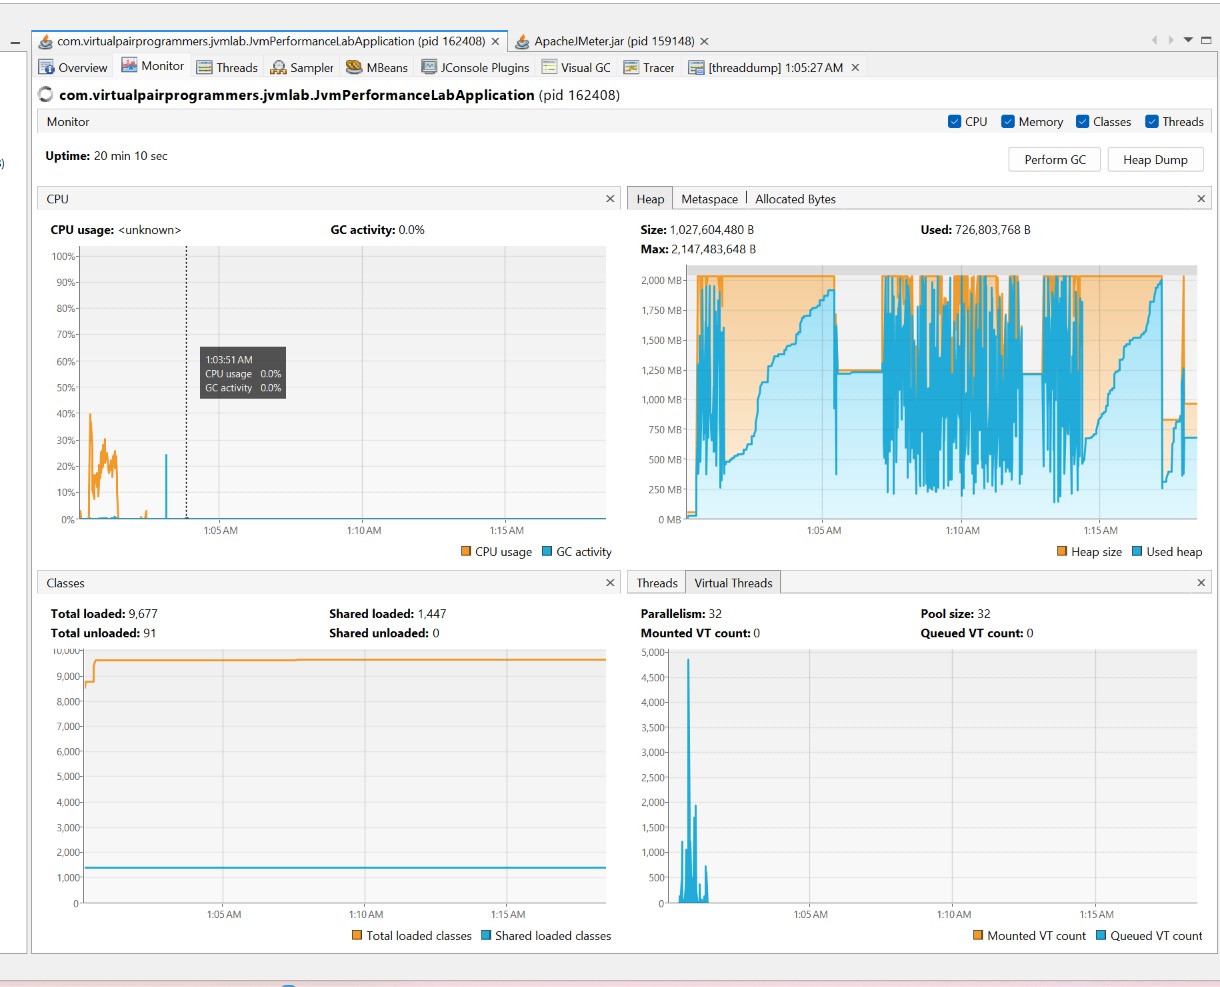 com.virtualpairprogrammers.jvmlab.JvmPerformanceLabApplication (pid 162408) ApacheJMeter.jar (pid 159148)
Overview Monitor Threads Sampler MBeans JConsole Plugins Visual GC Tracer [threaddump] 1:05:27 AM
com.virtualpairprogrammers.jvmlab.JvmPerformanceLabApplication (pid 162408)
Monitor CPU Memory Classes Threads
Uptime: 20 min 10 sec
Perform GC Heap Dump
CPU
CPU usage: <unknown> GC activity: 0.0%
100%
90%
80%
70%
60%
50%
40%
30%
20%
10%
0%
1:03:51 AM
CPU usage 0.0%
GC activity 0.0%
1:05 AM 1:10 AM 1:15 AM
CPU usage GC activity
Heap Metaspace Allocated Bytes
Size: 1,027,604,480 B Used: 726,803,768 B
Max: 2,147,483,648 B
2,000 MB
1,750 MB
1,500 MB
1,250 MB
1,000 MB
750 MB
500 MB
250 MB
0 MB
1:05 AM 1:10 AM 1:15 AM
Heap size Used heap
Classes
Total loaded: 9,677 Shared loaded: 1,447
Total unloaded: 91 Shared unloaded: 0
10,000
9,000
8,000
7,000
6,000
5,000
4,000
3,000
2,000
1,000
0
1:05 AM 1:10 AM 1:15 AM
Total loaded classes Shared loaded classes
Threads Virtual Threads
Parallelism: 32 Pool size: 32
Mounted VT count: 0 Queued VT count: 0
5,000
4,500
4,000
3,500
3,000
2,500
2,000
1,500
1,000
500
0
1:05 AM 1:10 AM 1:15 AM
Mounted VT count Queued VT count